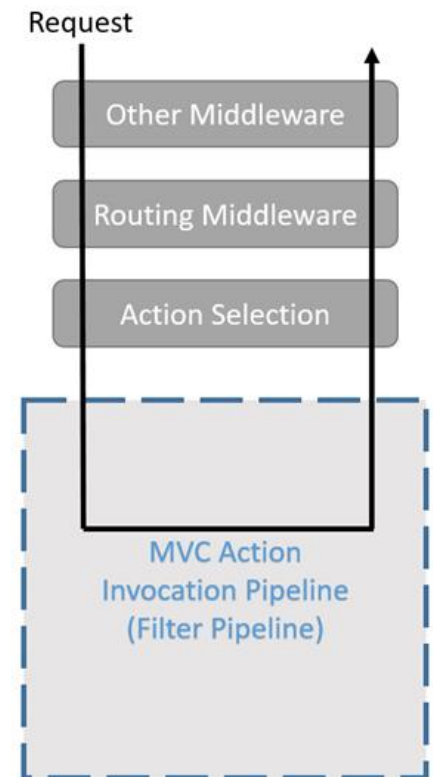 Request
Other Middleware
Routing Middleware
Action Selection
MVC Action
Invocation Pipeline
(Filter Pipeline)